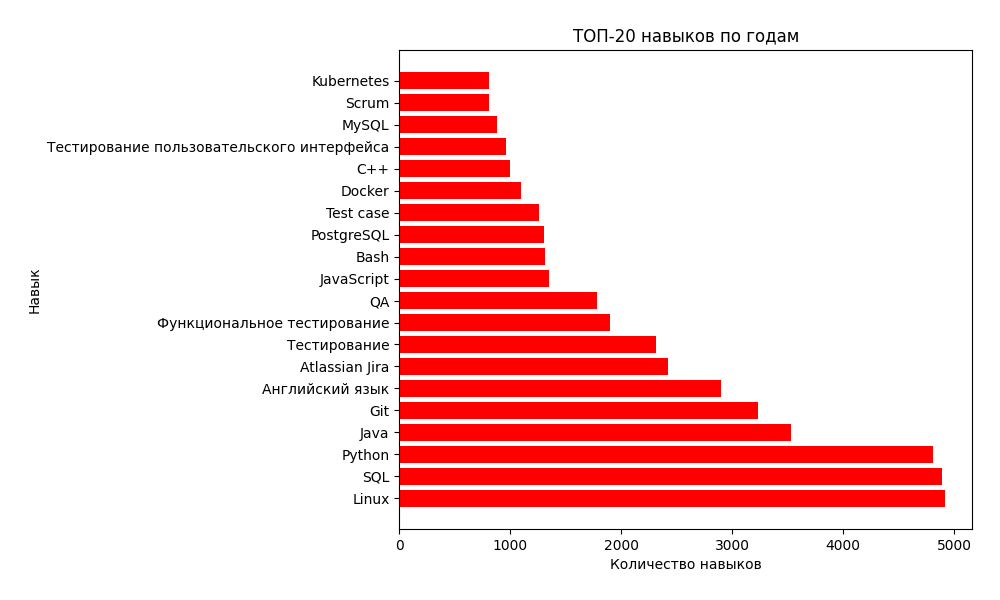 ТОП-20 навыков по годам
Kubernetes
Scrum
MySQL
Тестирование пользовательского интерфейса
C++
Docker
Test case
PostgreSQL
Bash
JavaScript
QA
Функциональное тестирование
Тестирование
Atlassian Jira
Английский язык
Git
Java
Python
SQL
Linux
Навык
0 1000 2000 3000 4000 5000
Количество навыков